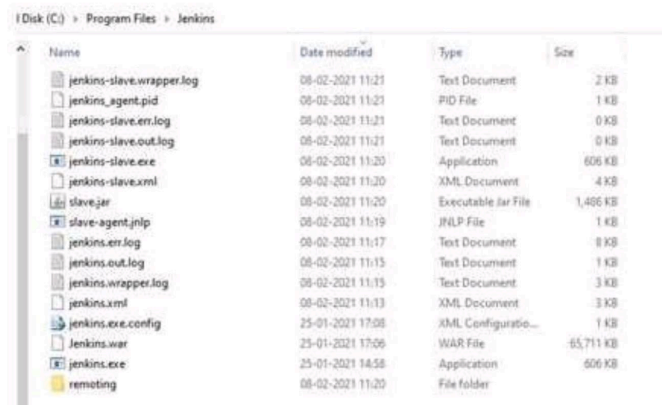 l Disk (C:) > Program Files > Jenkins
Name Date modified Type Size
jenkins-slave.wrapper.log 08-02-2021 11:21 Text Document 2 KB
jenkins_agent.pid 08-02-2021 11:21 PID File 1 KB
jenkins-slave.err.log 08-02-2021 11:21 Text Document 0 KB
jenkins-slave.out.log 08-02-2021 11:21 Text Document 0 KB
jenkins-slave.exe 08-02-2021 11:20 Application 606 KB
jenkins-slave.xml 08-02-2021 11:20 XML Document 4 KB
slave.jar 08-02-2021 11:20 Executable Jar File 1,486 KB
slave-agent.jnlp 08-02-2021 11:19 JNLP File 1 KB
jenkins.err.log 08-02-2021 11:17 Text Document 8 KB
jenkins.out.log 08-02-2021 11:15 Text Document 1 KB
jenkins.wrapper.log 08-02-2021 11:15 Text Document 3 KB
jenkins.xml 08-02-2021 11:13 XML Document 3 KB
jenkins.exe.config 25-01-2021 17:08 XML Configuratio... 1 KB
Jenkins.war 25-01-2021 17:06 WAR File 65,711 KB
jenkins.exe 25-01-2021 14:58 Application 606 KB
remoting 08-02-2021 11:20 File folder